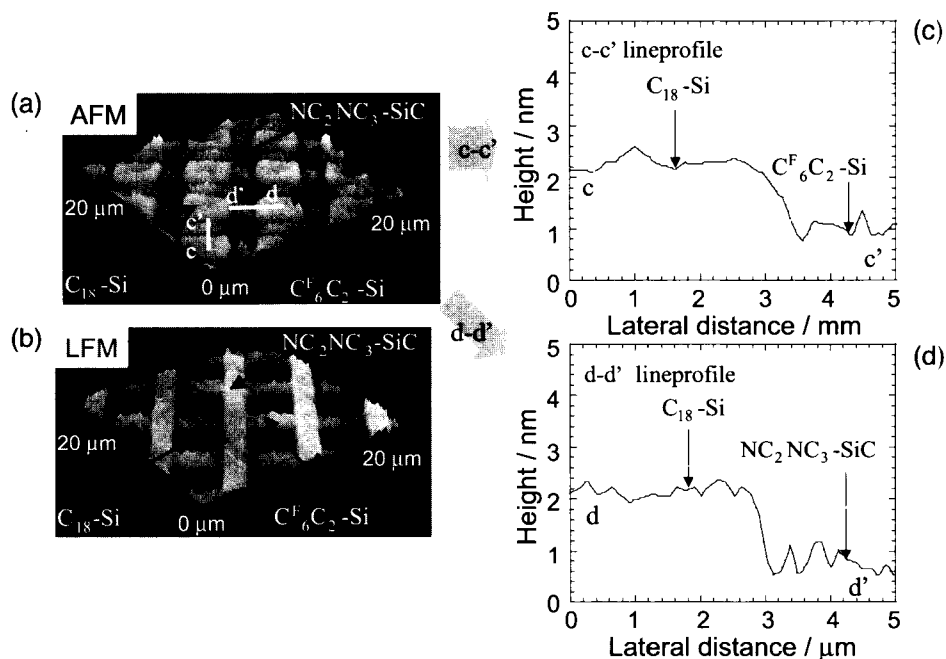 (a)
AFM
NC₂NC₃-SiC
20 µm
d'
d
c'
c
20 µm
C₁₈-Si
0 µm
Cᶠ₆C₂-Si
c-c'
d-d'
(b)
LFM
NC₂NC₃-SiC
20 µm
20 µm
C₁₈-Si
0 µm
Cᶠ₆C₂-Si
(c)
5
4
3
2
1
0
Height / nm
c-c' lineprofile
C₁₈-Si
Cᶠ₆C₂-Si
c
c'
0 1 2 3 4 5
Lateral distance / mm
(d)
5
4
3
2
1
0
Height / nm
d-d' lineprofile
C₁₈-Si
NC₂NC₃-SiC
d
d'
0 1 2 3 4 5
Lateral distance / µm